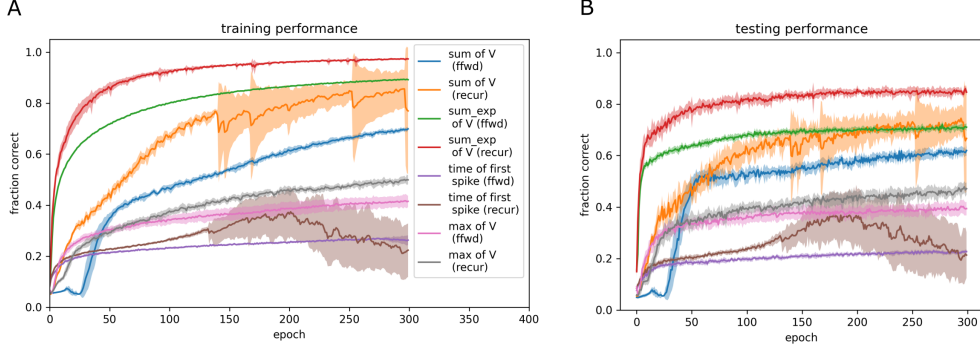 A
training performance
fraction correct
1.0
0.8
0.6
0.4
0.2
0.0
0
50
100
150
200
250
300
350
400
epoch
sum of V
(ffwd)
sum of V
(recur)
sum_exp
of V (ffwd)
sum_exp
of V (recur)
time of first
spike (ffwd)
time of first
spike (recur)
max of V
(ffwd)
max of V
(recur)
B
testing performance
fraction correct
1.0
0.8
0.6
0.4
0.2
0.0
0
50
100
150
200
250
300
epoch